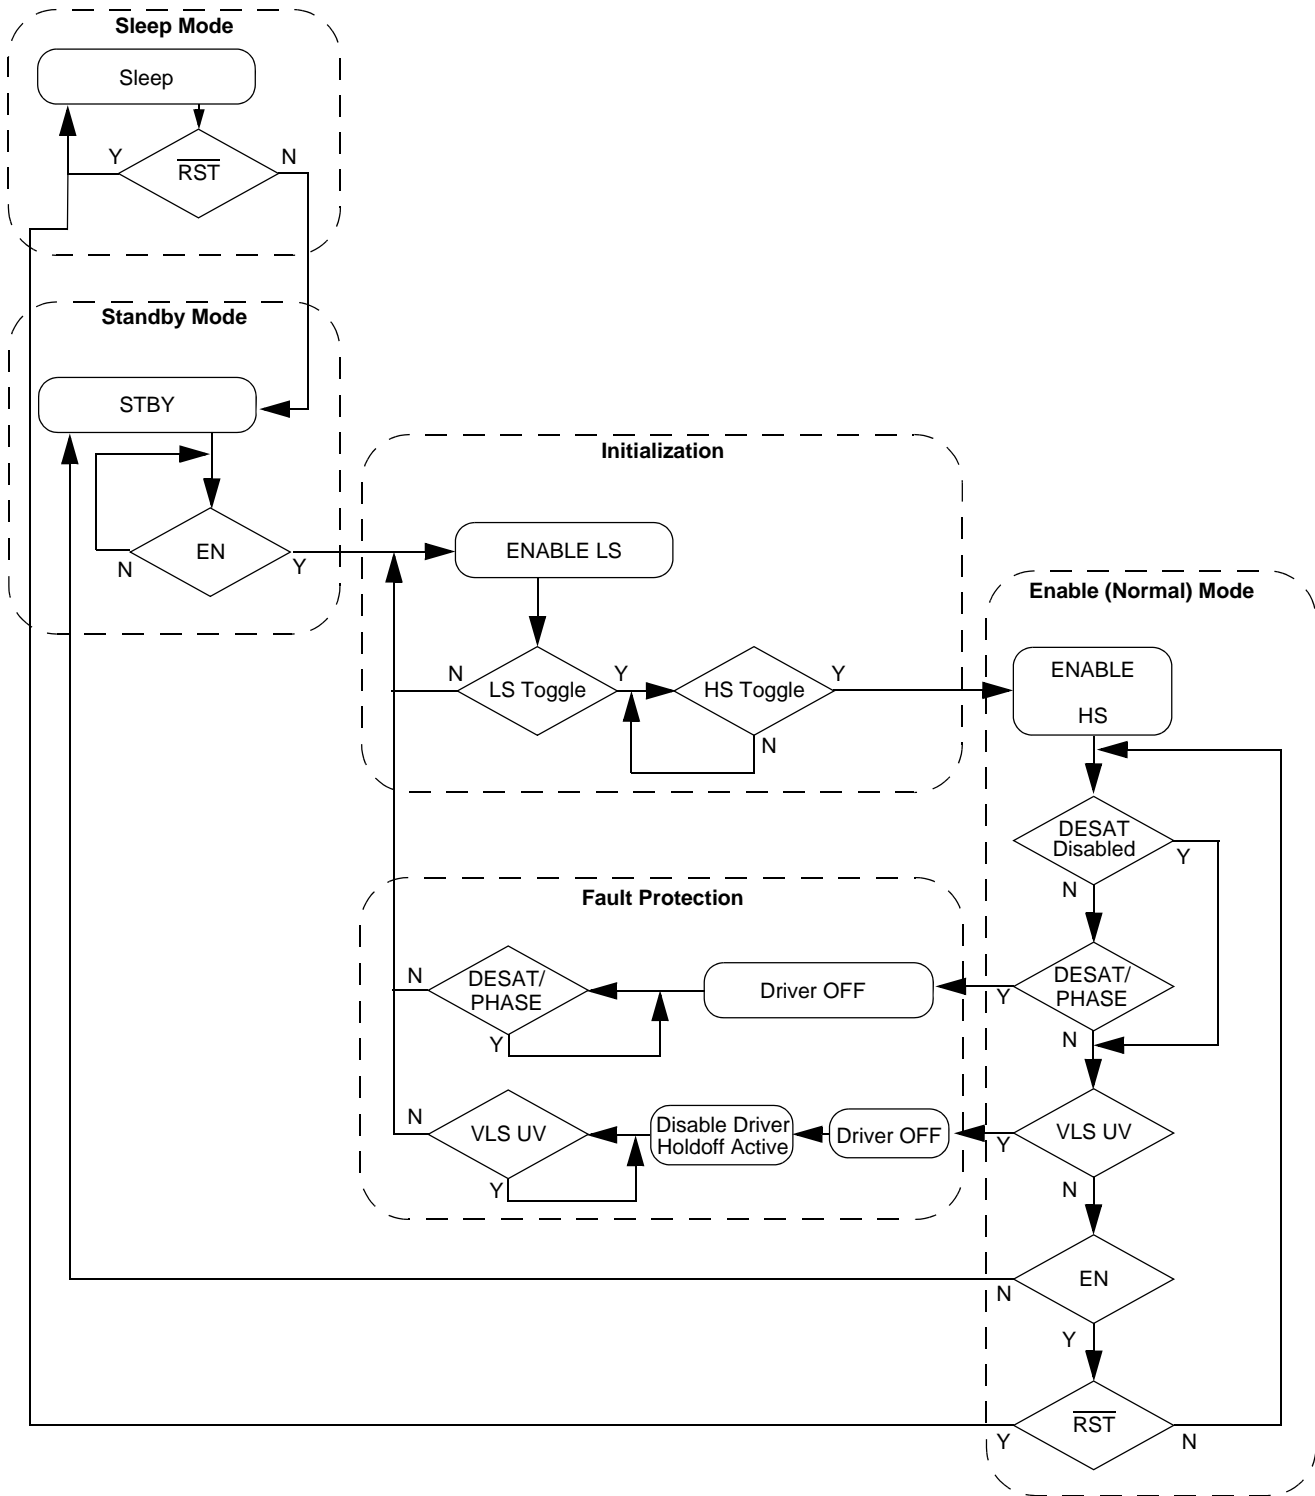 Sleep Mode
Sleep
Y
RST
N
Standby Mode
STBY
EN
N
Y
Initialization
ENABLE LS
N
LS Toggle
Y
HS Toggle
Y
N
Enable (Normal) Mode
ENABLE
HS
DESAT
Disabled
Y
N
Fault Protection
N
DESAT/
PHASE
Y
Driver OFF
Y
DESAT/
PHASE
N
N
VLS UV
Y
Disable Driver
Holdoff Active
Driver OFF
Y
VLS UV
N
EN
N
Y
RST
Y
N